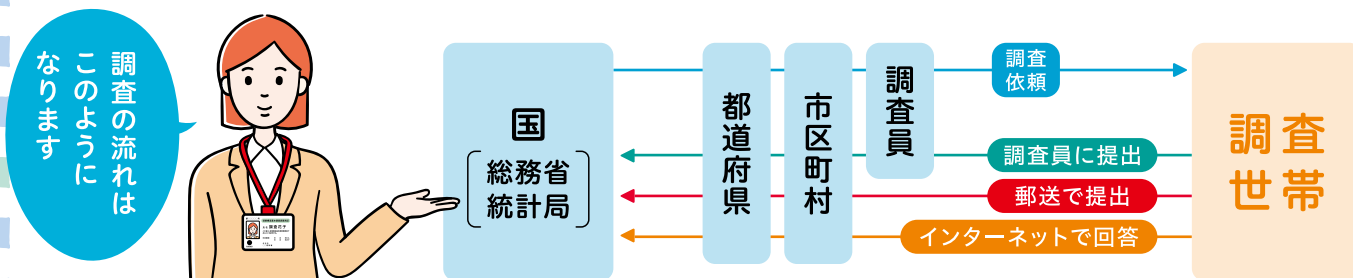 調査の流れは
このように
なります
国
総務省
統計局
都道府県
市区町村
調査員
調査
依頼
調査員に提出
郵送で提出
インターネットで回答
調査
世帯